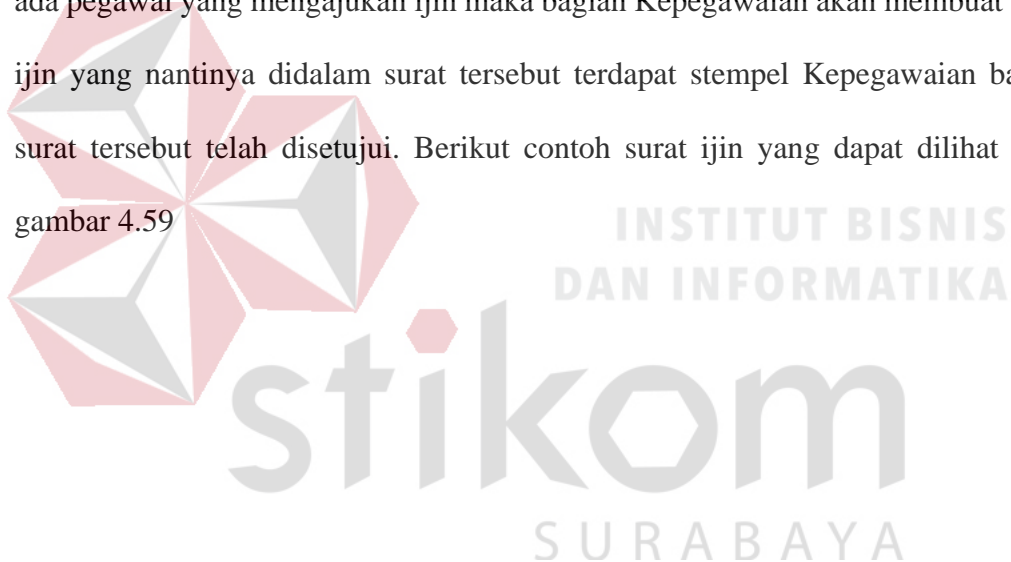 ada pegawai yang mengajukan ijin maka bagian Kepegawaian akan membuat
ijin yang nantinya didalam surat tersebut terdapat stempel Kepegawaian
surat tersebut telah disetujui. Berikut contoh surat ijin yang dapat dilihat
gambar 4.59
INSTITUT BISNIS
DAN INFORMATIKA
stikom
SURABAYA